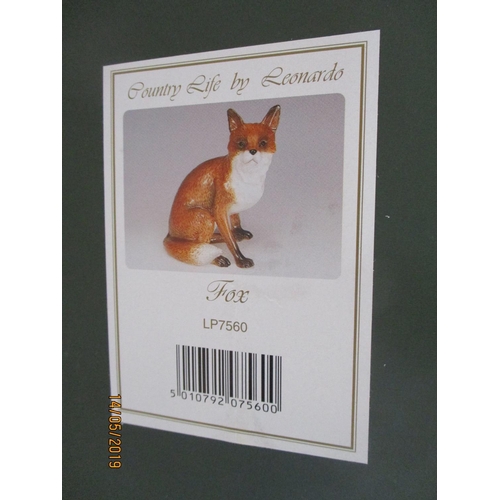 Country Life by Leonardo
Fox
LP7560
5 010792 075600
14/05/2019